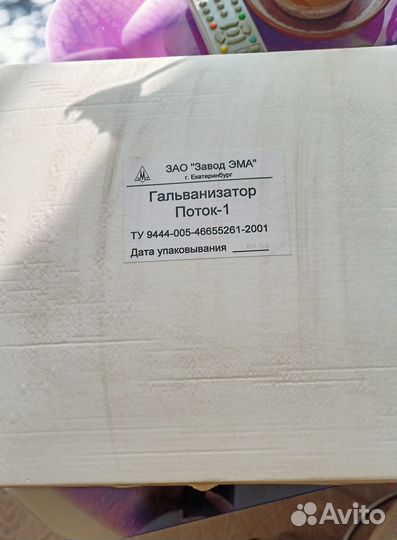 ЗАО "Завод ЭМА"
г. Екатеринбург
Гальванизатор
Поток-1
ТУ 9444-005-46655261-2001
Дата упаковывания
Avito